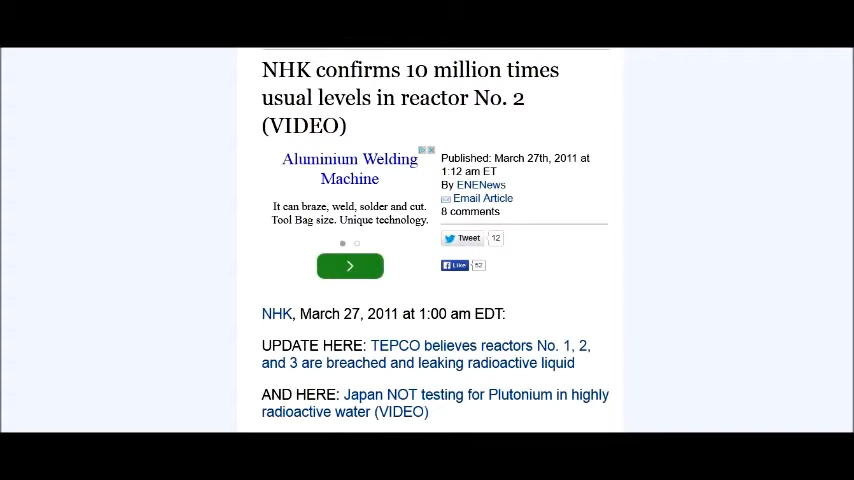 NHK confirms 10 million times
usual levels in reactor No. 2
(VIDEO)
Aluminium Welding
Machine
It can braze, weld, solder and cut.
Tool Bag size. Unique technology.
Published: March 27th, 2011 at
1:12 am ET
By ENENews
Email Article
8 comments
Tweet 12
Like 52
NHK, March 27, 2011 at 1:00 am EDT:
UPDATE HERE: TEPCO believes reactors No. 1, 2,
and 3 are breached and leaking radioactive liquid
AND HERE: Japan NOT testing for Plutonium in highly
radioactive water (VIDEO)